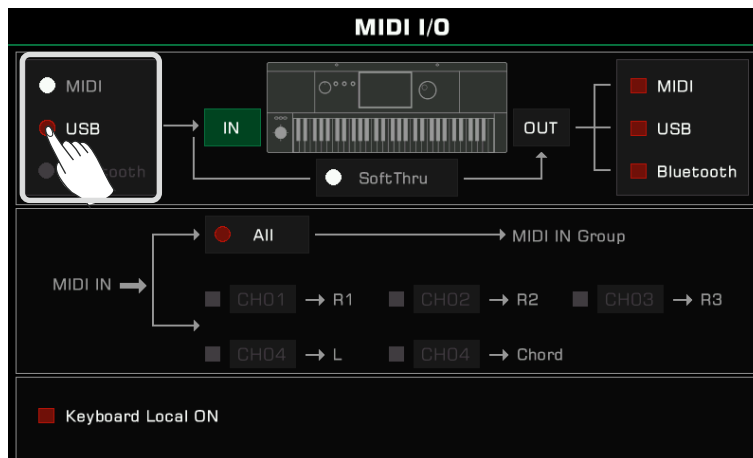 MIDI I/O
MIDI
USB
IN
SoftThru
OUT
MIDI
USB
Bluetooth
MIDI IN
All
MIDI IN Group
CH01 → R1
CH02 → R2
CH03 → R3
CH04 → L
CH04 → Chord
Keyboard Local ON